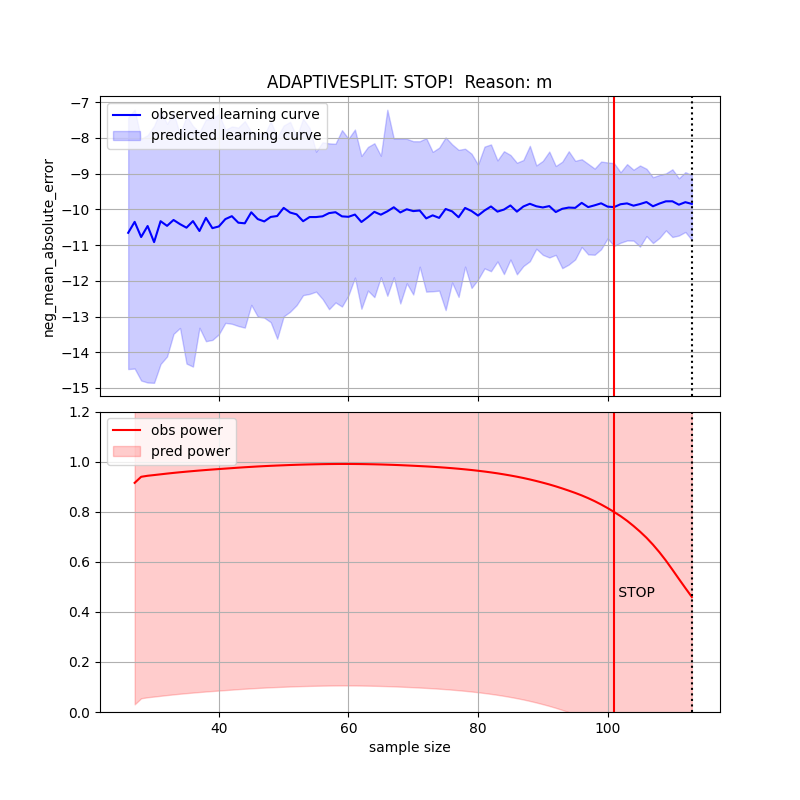 ADAPTIVESPLIT: STOP!  Reason: m
observed learning curve
predicted learning curve
neg_mean_absolute_error
−7
−8
−9
−10
−11
−12
−13
−14
−15
obs power
pred power
1.2
1.0
0.8
0.6
0.4
0.2
0.0
STOP
40
60
80
100
sample size